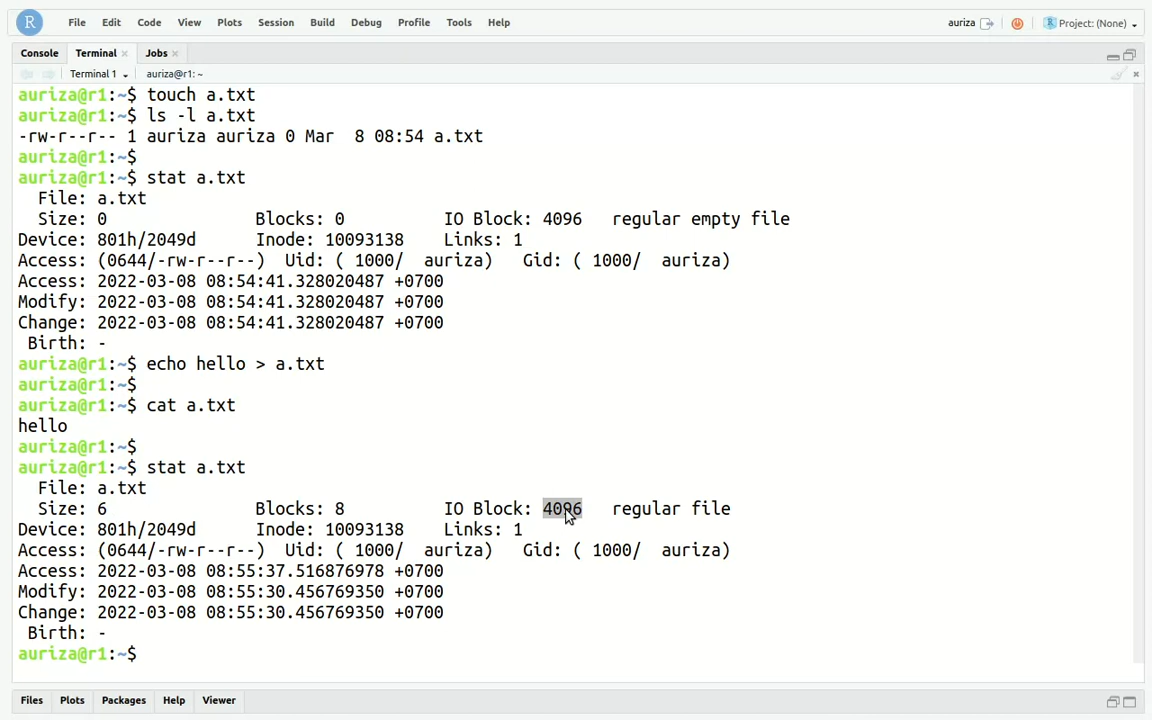 R File Edit Code View Plots Session Build Debug Profile Tools Help auriza R Project: (None)
Console Terminal Jobs
Terminal 1 auriza@r1: ~
auriza@r1:~$ touch a.txt
auriza@r1:~$ ls -l a.txt
-rw-r--r-- 1 auriza auriza 0 Mar  8 08:54 a.txt
auriza@r1:~$
auriza@r1:~$ stat a.txt
  File: a.txt
  Size: 0               Blocks: 0          IO Block: 4096   regular empty file
Device: 801h/2049d      Inode: 10093138    Links: 1
Access: (0644/-rw-r--r--)  Uid: ( 1000/  auriza)   Gid: ( 1000/  auriza)
Access: 2022-03-08 08:54:41.328020487 +0700
Modify: 2022-03-08 08:54:41.328020487 +0700
Change: 2022-03-08 08:54:41.328020487 +0700
 Birth: -
auriza@r1:~$ echo hello > a.txt
auriza@r1:~$
auriza@r1:~$ cat a.txt
hello
auriza@r1:~$
auriza@r1:~$ stat a.txt
  File: a.txt
  Size: 6               Blocks: 8          IO Block: 4096   regular file
Device: 801h/2049d      Inode: 10093138    Links: 1
Access: (0644/-rw-r--r--)  Uid: ( 1000/  auriza)   Gid: ( 1000/  auriza)
Access: 2022-03-08 08:55:37.516876978 +0700
Modify: 2022-03-08 08:55:30.456769350 +0700
Change: 2022-03-08 08:55:30.456769350 +0700
 Birth: -
auriza@r1:~$
Files Plots Packages Help Viewer